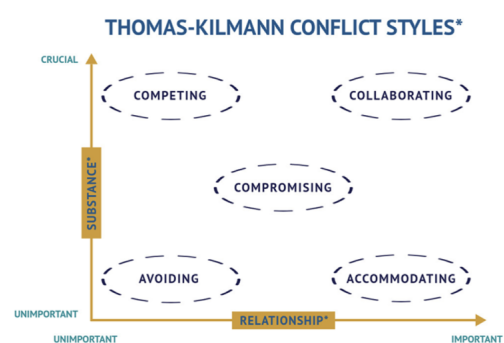 THOMAS-KILMANN CONFLICT STYLES*
CRUCIAL
COMPETING
COLLABORATING
SUBSTANCE*
COMPROMISING
AVOIDING
ACCOMMODATING
UNIMPORTANT
RELATIONSHIP*
UNIMPORTANT
IMPORTANT